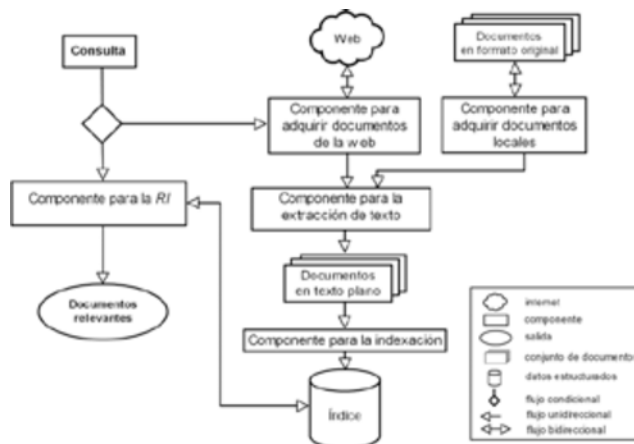 Consulta
Web
Documentos
en formato original
Componente para
adquirir documentos
de la web
Componente para
adquirir documentos
locales
Componente para la RI
Componente para la
extracción de texto
Documentos
relevantes
Documentos
en texto plano
Componente para la indexación
Índice
internet
componente
salida
conjunto de documentos
datos estructurados
flujo condicional
flujo unidireccional
flujo bidireccional